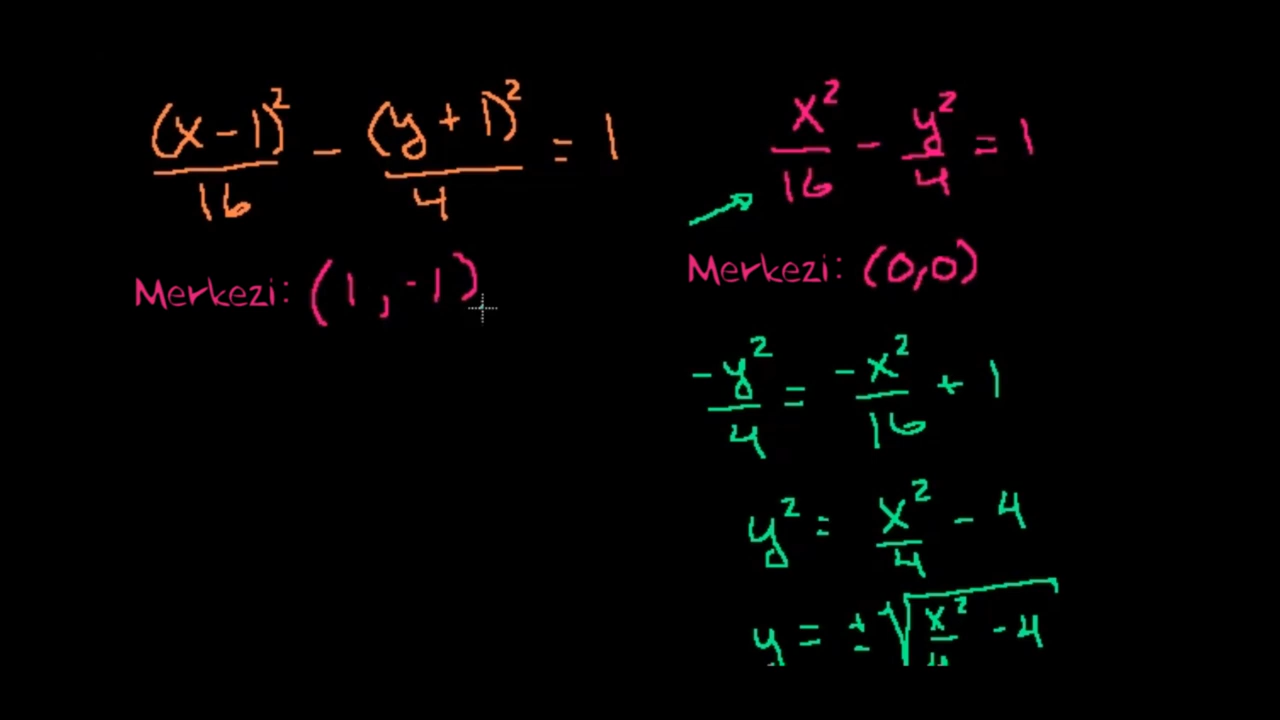 (x-1)²/16 - (y+1)²/4 = 1
Merkezi: (1, -1)
x²/16 - y²/4 = 1
Merkezi: (0,0)
-y²/4 = -x²/16 + 1
y² = x²/4 - 4
y = ±√(x²/4 - 4)